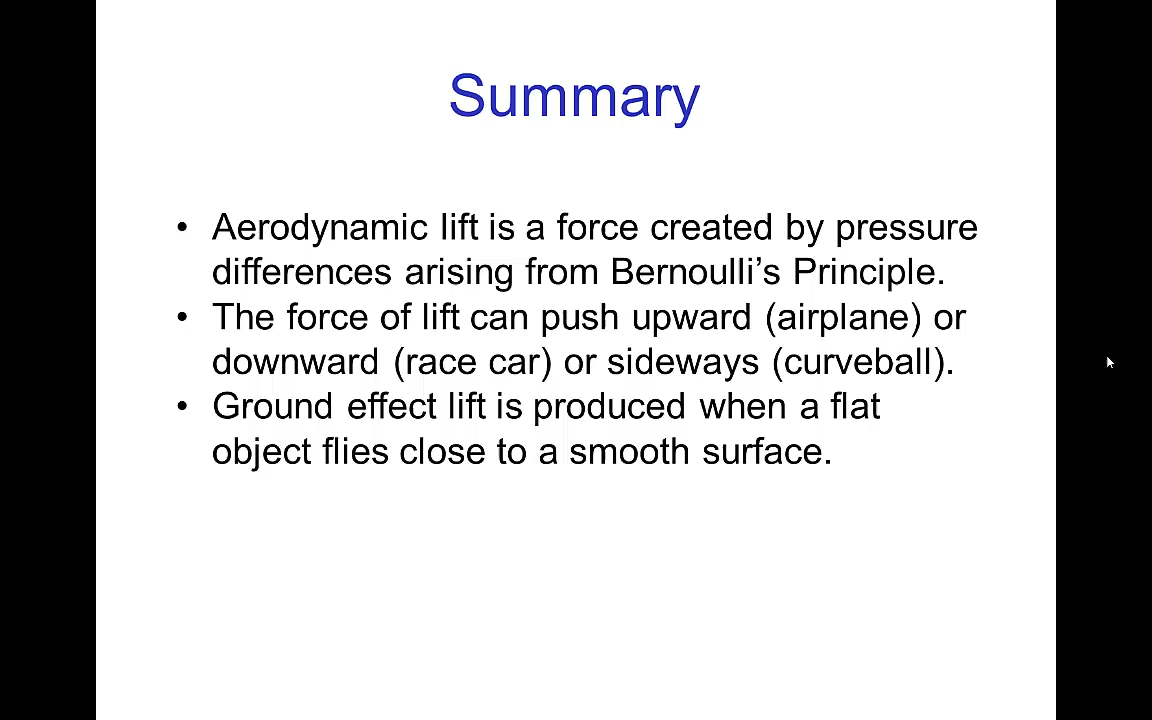 Summary
• Aerodynamic lift is a force created by pressure
differences arising from Bernoulli’s Principle.
• The force of lift can push upward (airplane) or
downward (race car) or sideways (curveball).
• Ground effect lift is produced when a flat
object flies close to a smooth surface.